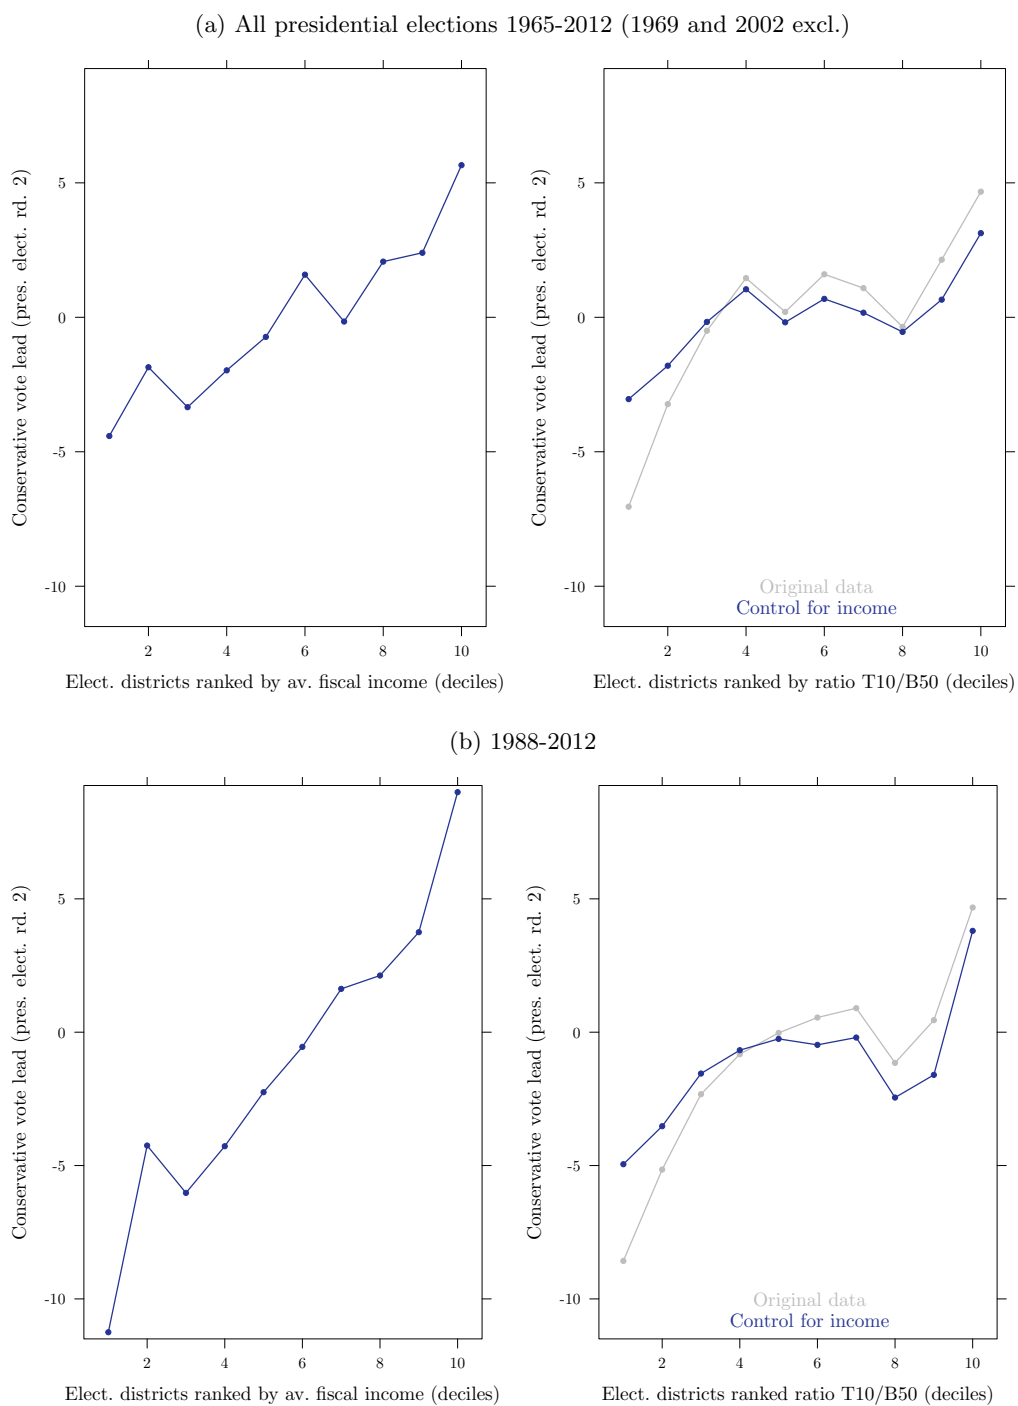 (a) All presidential elections 1965-2012 (1969 and 2002 excl.)
Conservative vote lead (pres. elect. rd. 2)
5
0
-5
-10
2 4 6 8 10
Elect. districts ranked by av. fiscal income (deciles)
Conservative vote lead (pres. elect. rd. 2)
5
0
-5
-10
Original data
Control for income
2 4 6 8 10
Elect. districts ranked by ratio T10/B50 (deciles)
(b) 1988-2012
Conservative vote lead (pres. elect. rd. 2)
5
0
-5
-10
2 4 6 8 10
Elect. districts ranked by av. fiscal income (deciles)
Conservative vote lead (pres. elect. rd. 2)
5
0
-5
-10
Original data
Control for income
2 4 6 8 10
Elect. districts ranked ratio T10/B50 (deciles)